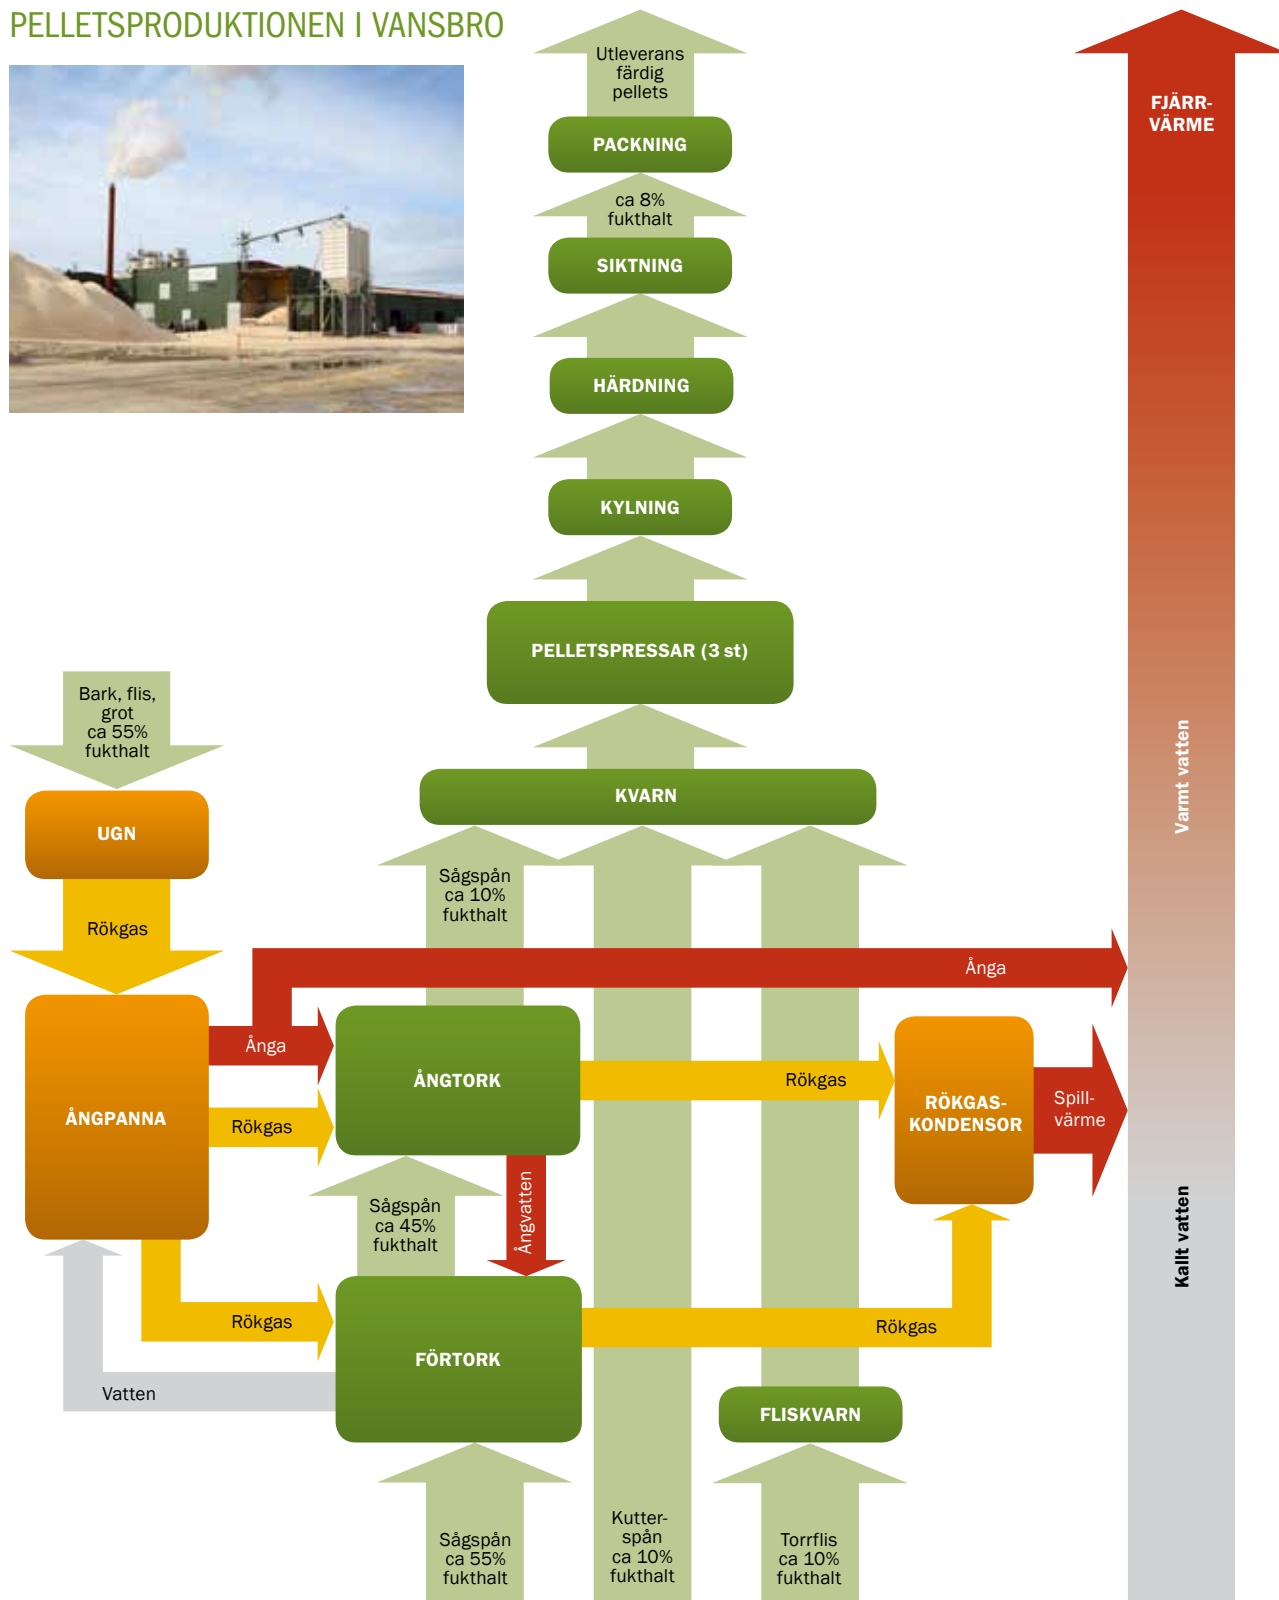 PELLETSPRODUKTIONEN I VANSBRO
Utleverans
färdig
pellets
PACKNING
ca 8%
fukthalt
SIKTNING
HÄRDNING
KYLNING
PELLETSPRESSAR (3 st)
KVARN
FJÄRR-
VÄRME
Varmt vatten
Kallt vatten
Bark, flis,
grot
ca 55%
fukthalt
UGN
Rökgas
ÅNGPANNA
Sågspån
ca 10%
fukthalt
Ånga
Ånga
ÅNGTORK
Rökgas
Rökgas
RÖKGAS-
KONDENSOR
Spill-
värme
Sågspån
ca 45%
fukthalt
Ångvatten
Rökgas
FÖRTORK
Rökgas
Vatten
FLISKVARN
Sågspån
ca 55%
fukthalt
Kutter-
spån
ca 10%
fukthalt
Torrflis
ca 10%
fukthalt